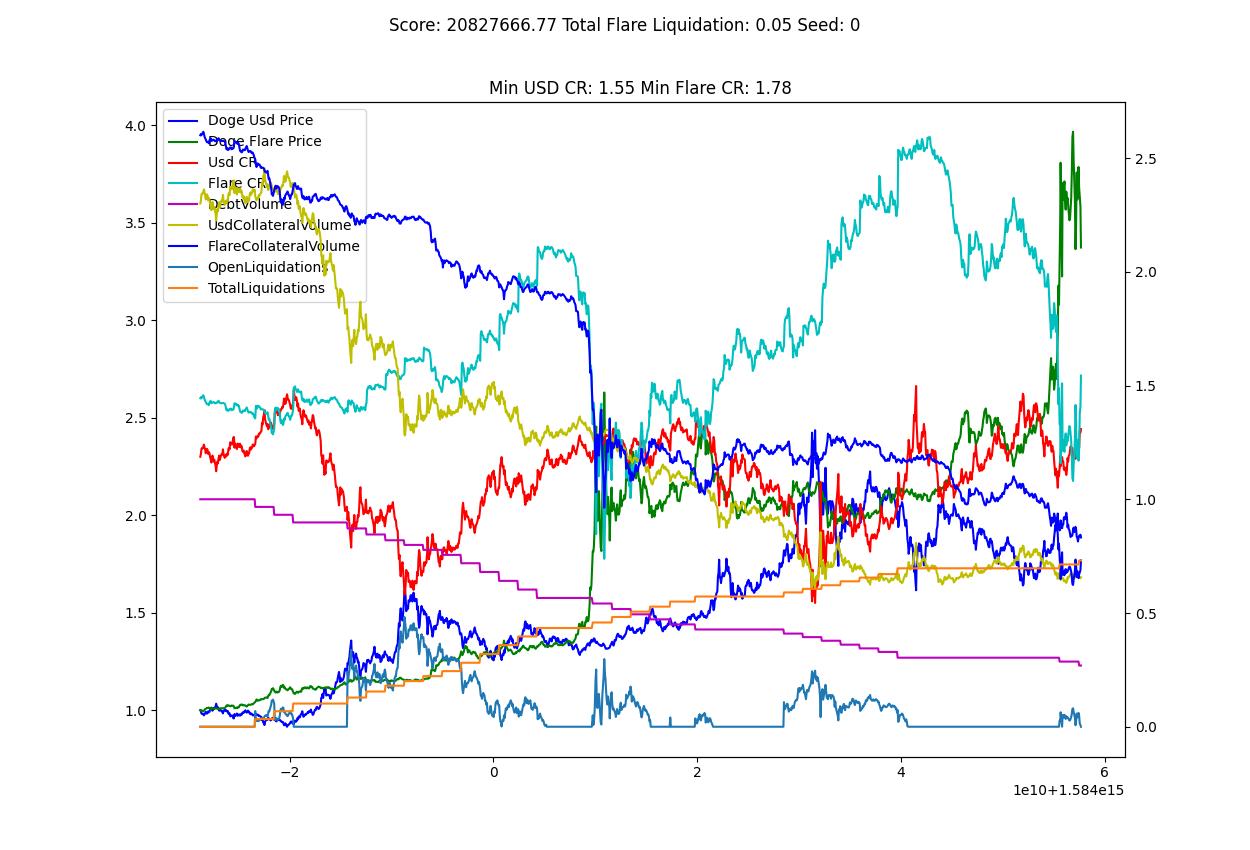 Score: 20827666.77 Total Flare Liquidation: 0.05 Seed: 0
Min USD CR: 1.55 Min Flare CR: 1.78
Doge Usd Price
Doge Flare Price
Usd CR
Flare CR
DebtVolume
UsdCollateralVolume
FlareCollateralVolume
OpenLiquidations
TotalLiquidations
4.0
3.5
3.0
2.5
2.0
1.5
1.0
2.5
2.0
1.5
1.0
0.5
0.0
−2
0
2
4
6
1e10+1.584e15